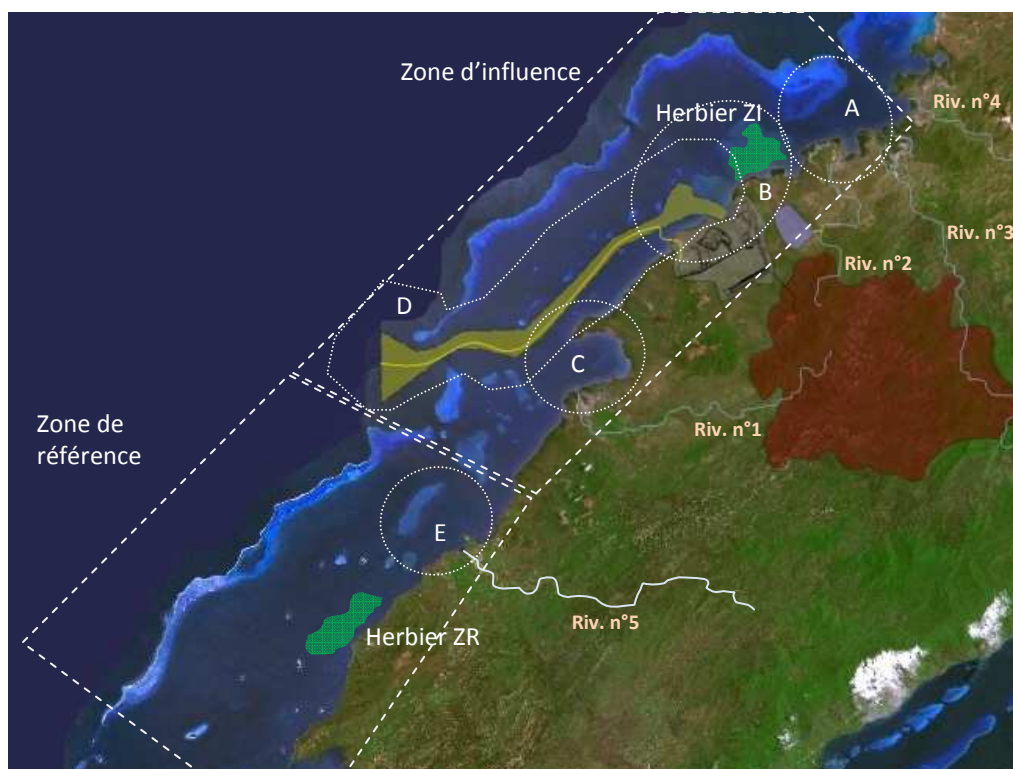 Zone d'influence
Riv. n°4
A
Herbier ZI
B
Riv. n°3
Riv. n°2
D
C
Zone de
référence
Riv. n°1
E
Riv. n°5
Herbier ZR